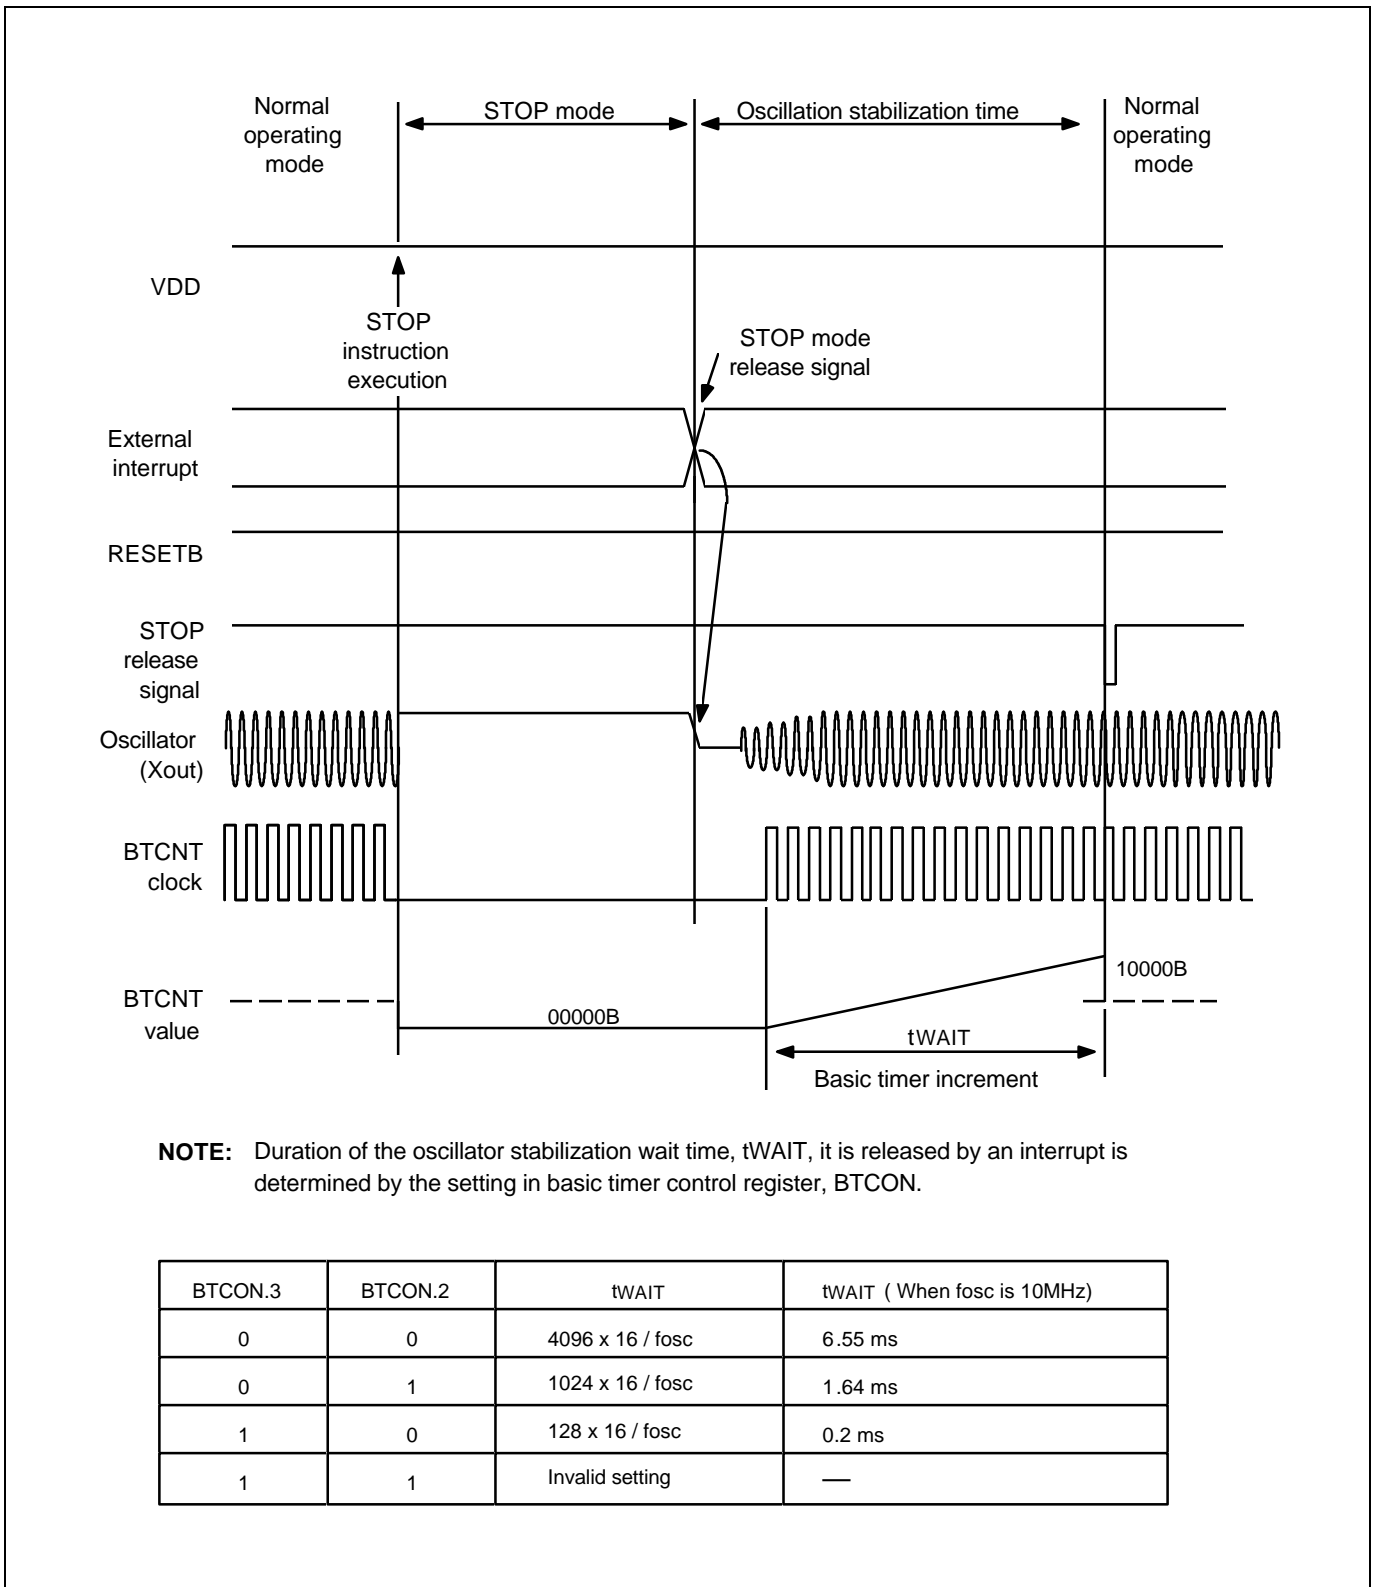 Normal
operating
mode
STOP mode
Oscillation stabilization time
Normal
operating
mode
VDD
STOP
instruction
execution
STOP mode
release signal
External
interrupt
RESETB
STOP
release
signal
Oscillator
(Xout)
BTCNT
clock
10000B
BTCNT
value
00000B
tWAIT
Basic timer increment
NOTE: Duration of the oscillator stabilization wait time, tWAIT, it is released by an interrupt is
determined by the setting in basic timer control register, BTCON.
BTCON.3 BTCON.2 tWAIT tWAIT ( When fosc is 10MHz)
0 0 4096 x 16 / fosc 6.55 ms
0 1 1024 x 16 / fosc 1.64 ms
1 0 128 x 16 / fosc 0.2 ms
1 1 Invalid setting —